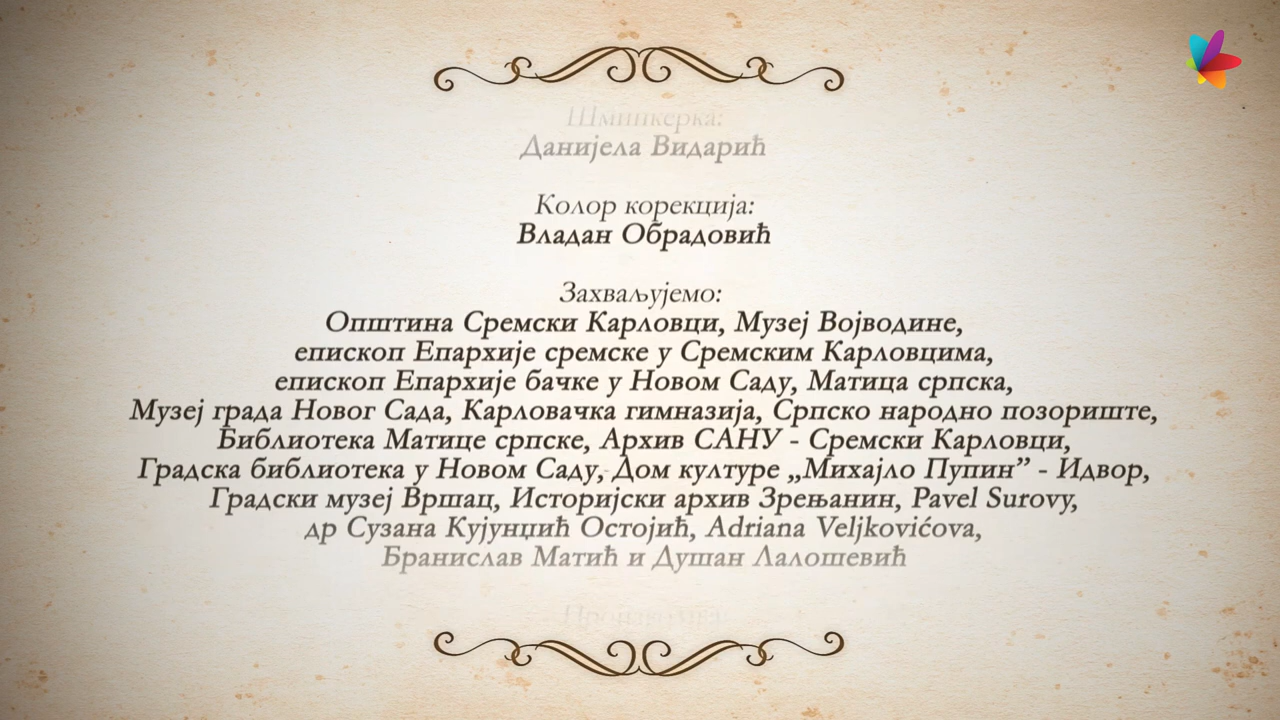 Шминкерка:
Данијела Видарић
Колор корекција:
Владан Обрадовић
Захваљујемо:
Општина Сремски Карловци, Музеј Војводине,
епископ Епархије сремске у Сремским Карловцима,
епископ Епархије бачке у Новом Саду, Матица српска,
Музеј града Новог Сада, Карловачка гимназија, Српско народно позориште,
Библиотека Матице српске, Архив САНУ - Сремски Карловци,
Градска библиотека у Новом Саду, Дом културе „Михајло Пупин” - Идвор,
Градски музеј Вршац, Историјски архив Зрењанин, Pavel Surovy,
др Сузана Кујунџић Остојић, Adriana Veljkovićova,
Бранислав Матић и Душан Лалошевић